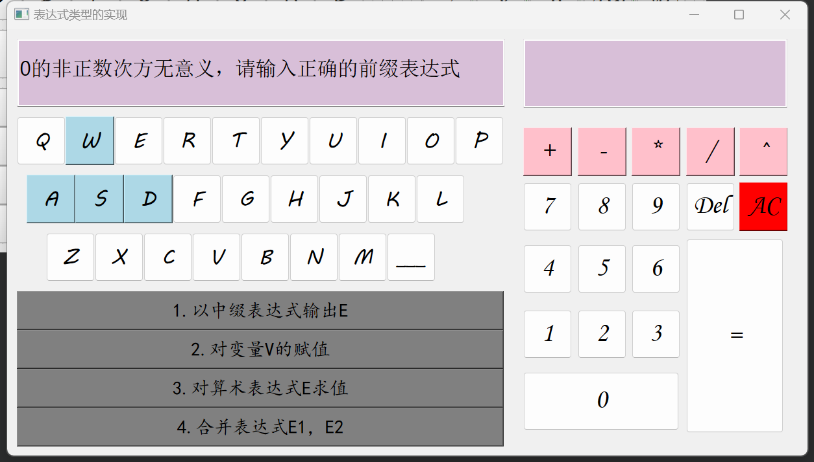 表达式类型的实现
0的非正数次方无意义，请输入正确的前缀表达式
Q W E R T Y U I O P
A S D F G H J K L
Z X C V B N M __
1.以中缀表达式输出E
2.对变量V的赋值
3.对算术表达式E求值
4.合并表达式E1，E2
+ - * / ^
7 8 9 Del AC
4 5 6
1 2 3 =
0